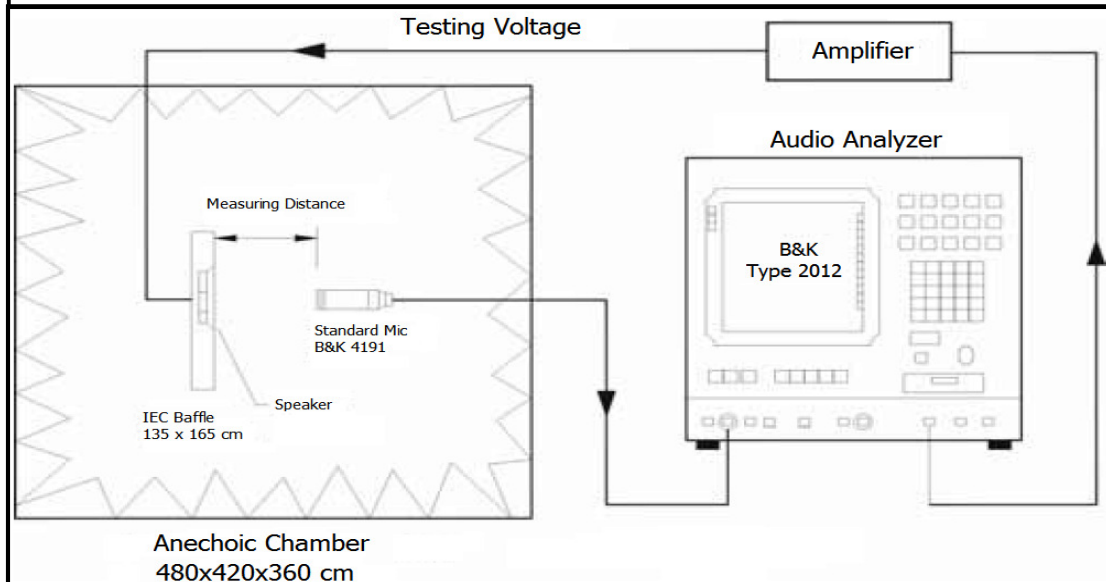 Testing Voltage
Amplifier
Audio Analyzer
Measuring Distance
B&K
Type 2012
Standard Mic
B&K 4191
Speaker
IEC Baffle
135 x 165 cm
Anechoic Chamber
480x420x360 cm